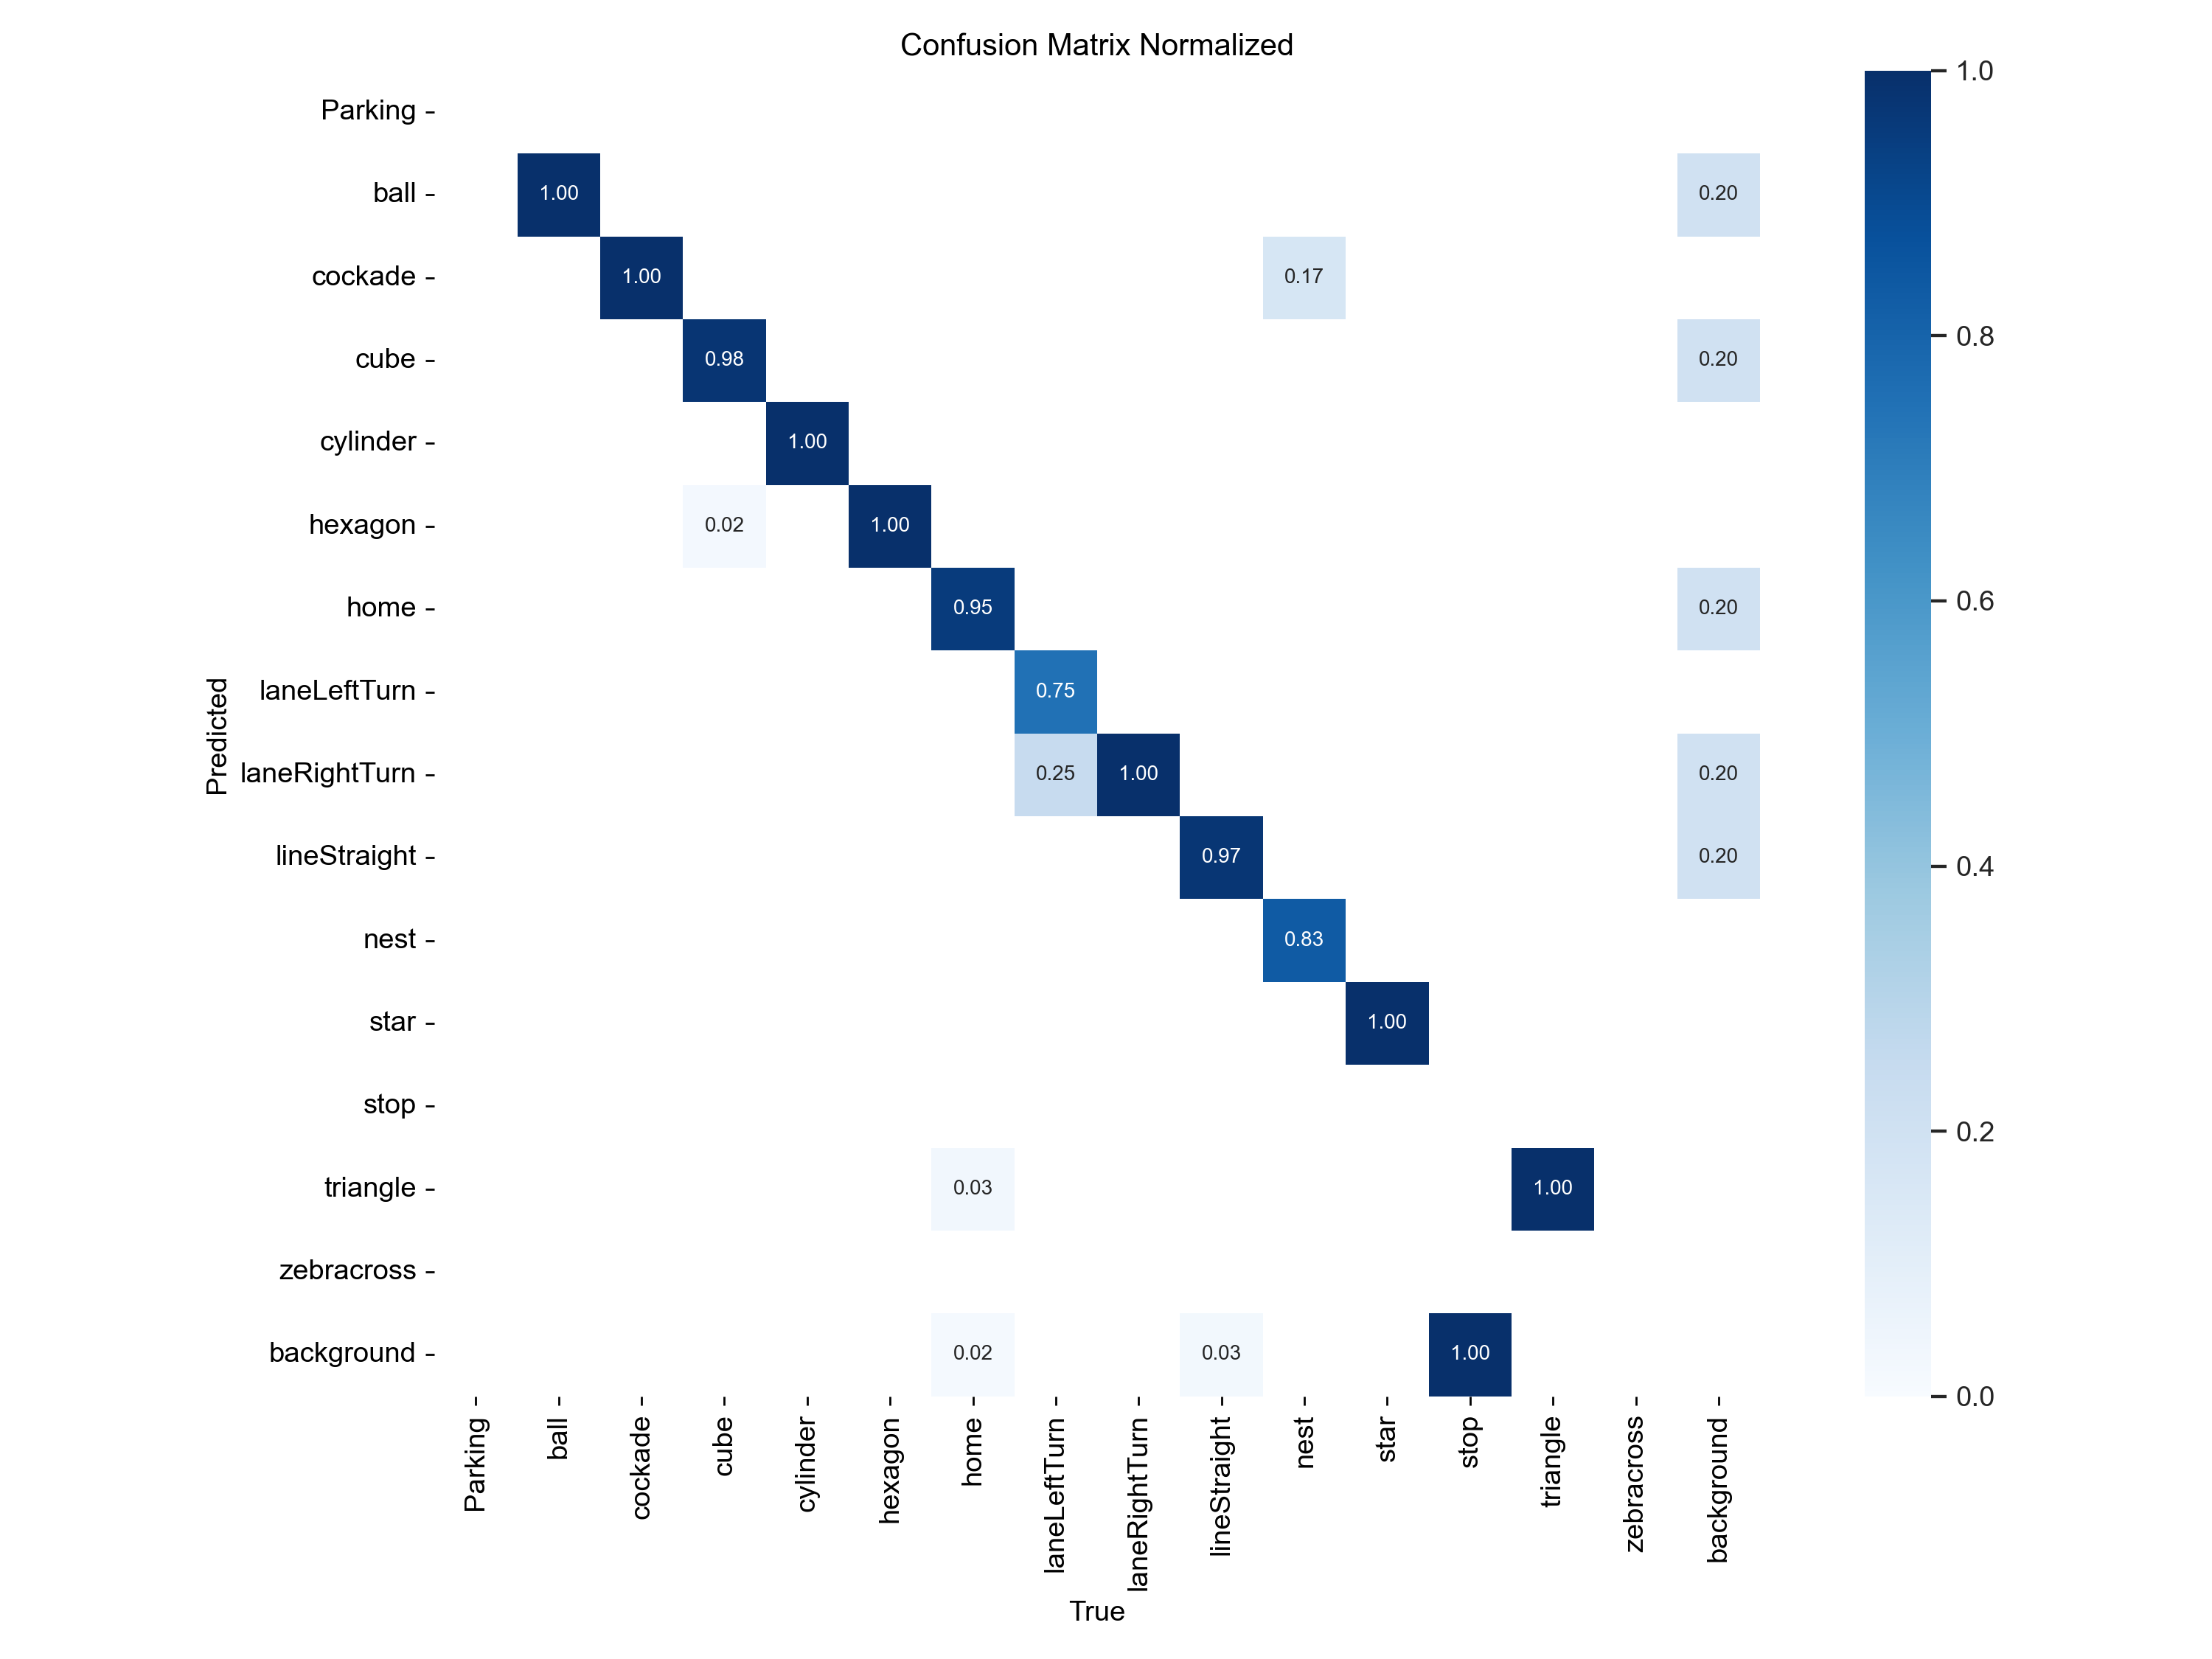 Confusion Matrix Normalized
Parking
ball 1.00 0.20
cockade 1.00 0.17
cube 0.98 0.20
cylinder 1.00
hexagon 0.02 1.00
home 0.95 0.20
laneLeftTurn 0.75
laneRightTurn 0.25 1.00 0.20
lineStraight 0.97 0.20
nest 0.83
star 1.00
stop
triangle 0.03 1.00
zebracross
background 0.02 0.03 1.00
Predicted
Parking ball cockade cube cylinder hexagon home laneLeftTurn laneRightTurn lineStraight nest star stop triangle zebracross background
True
1.0
0.8
0.6
0.4
0.2
0.0